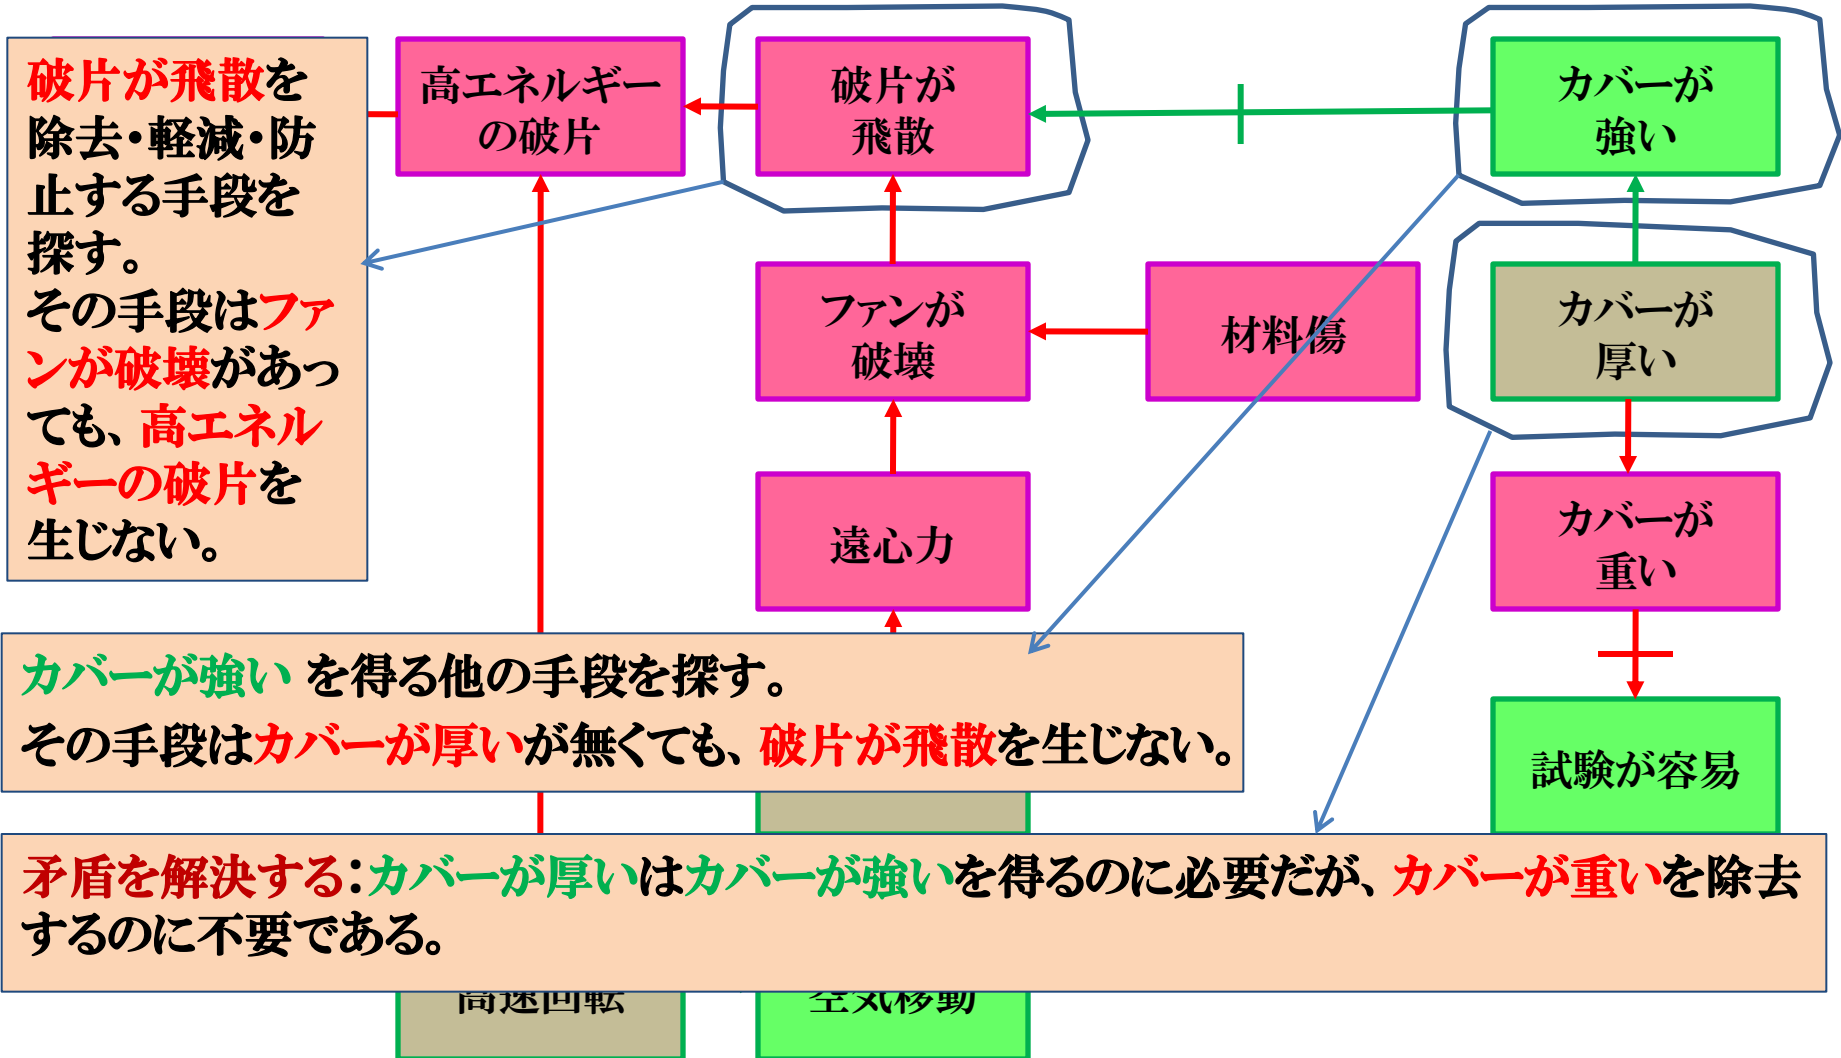 破片が飛散を
除去・軽減・防
止する手段を
探す。
その手段はファ
ンが破壊があっ
ても、高エネル
ギーの破片を
生じない。
高エネルギー
の破片
破片が
飛散
カバーが
強い
ファンが
破壊
材料傷
カバーが
厚い
遠心力
カバーが
重い
カバーが強い を得る他の手段を探す。
その手段はカバーが厚いが無くても、破片が飛散を生じない。
試験が容易
矛盾を解決する：カバーが厚いはカバーが強いを得るのに必要だが、カバーが重いを除去
するのに不要である。
高速回転
空気移動